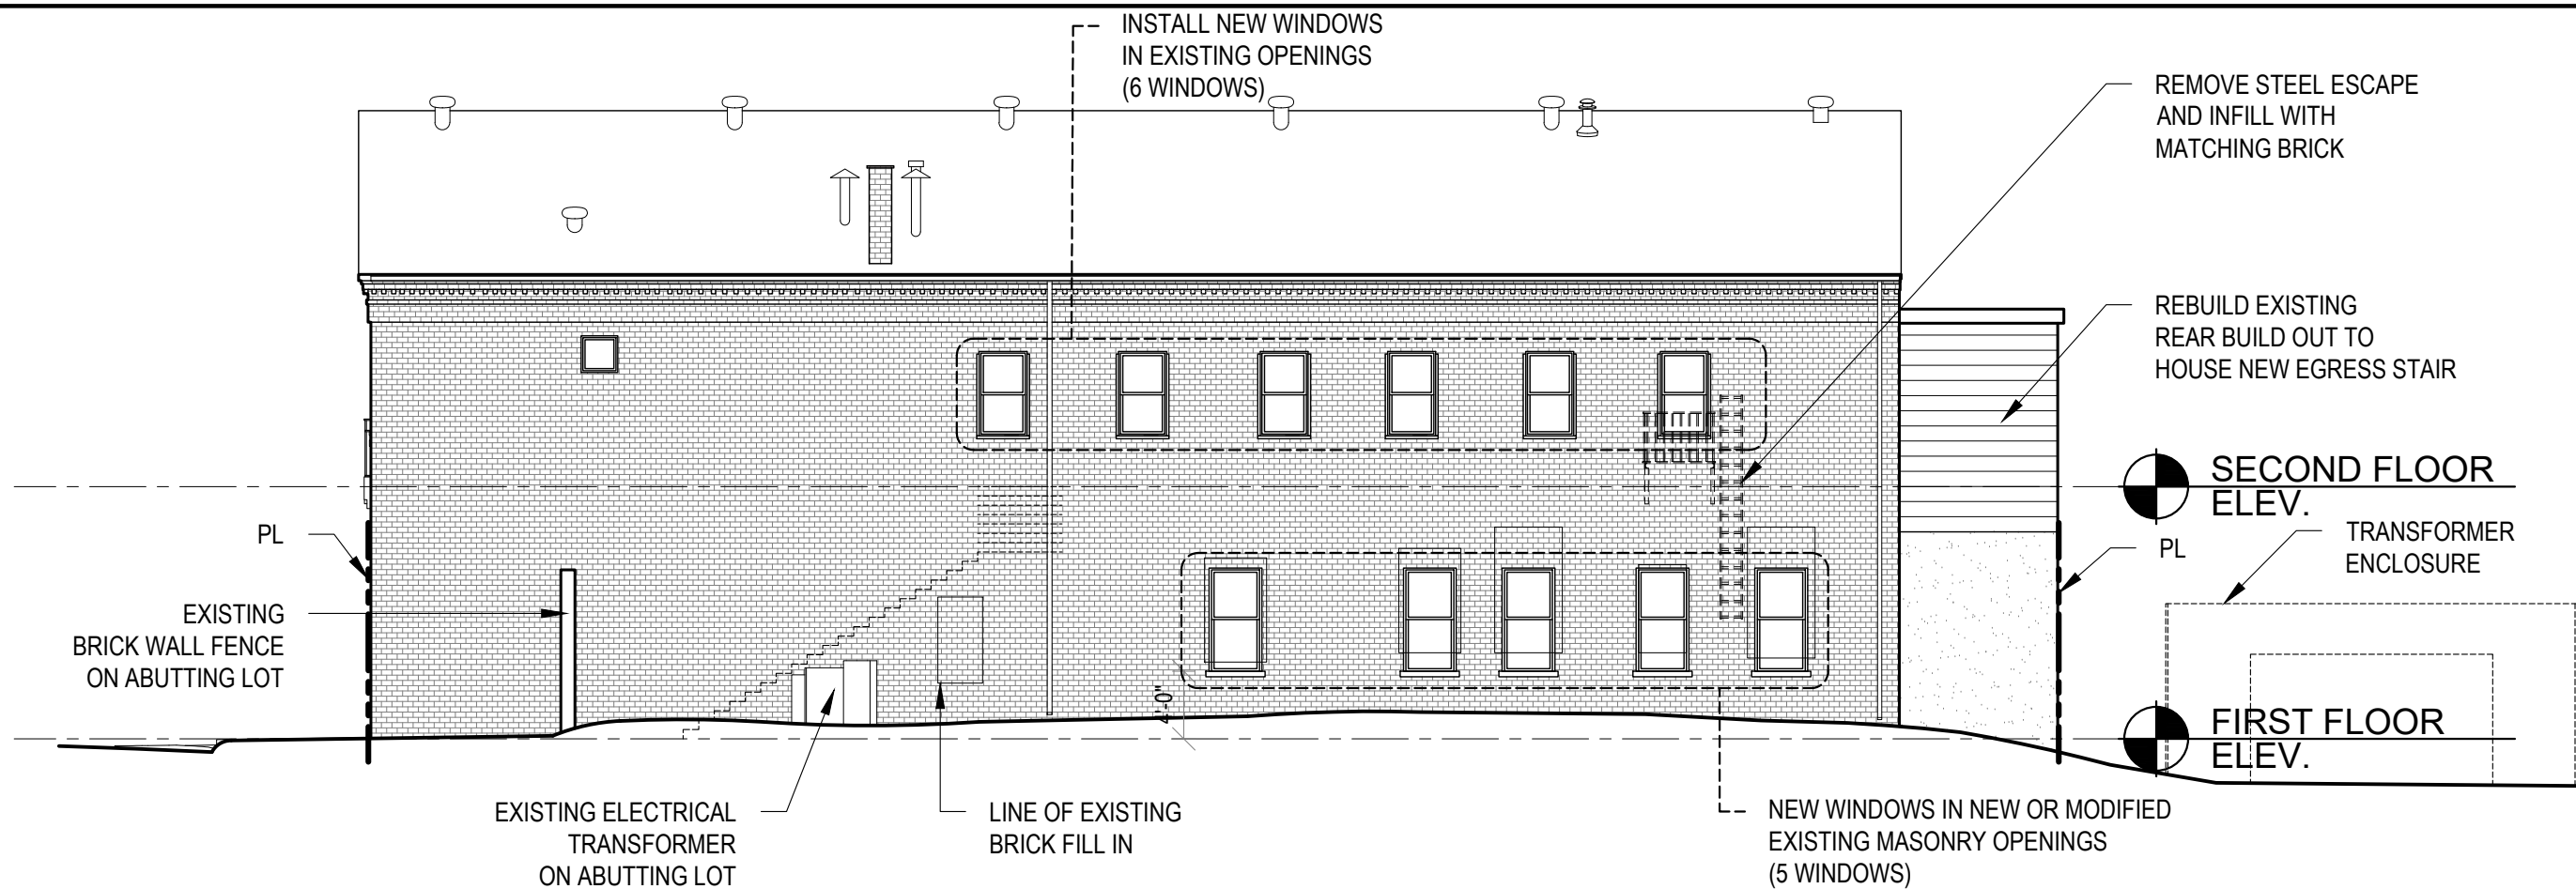 INSTALL NEW WINDOWS
IN EXISTING OPENINGS
(6 WINDOWS)
REMOVE STEEL ESCAPE
AND INFILL WITH
MATCHING BRICK
REBUILD EXISTING
REAR BUILD OUT TO
HOUSE NEW EGRESS STAIR
SECOND FLOOR
ELEV.
TRANSFORMER
ENCLOSURE
PL
PL
EXISTING
BRICK WALL FENCE
ON ABUTTING LOT
4'-0"
FIRST FLOOR
ELEV.
EXISTING ELECTRICAL
TRANSFORMER
ON ABUTTING LOT
LINE OF EXISTING
BRICK FILL IN
NEW WINDOWS IN NEW OR MODIFIED
EXISTING MASONRY OPENINGS
(5 WINDOWS)